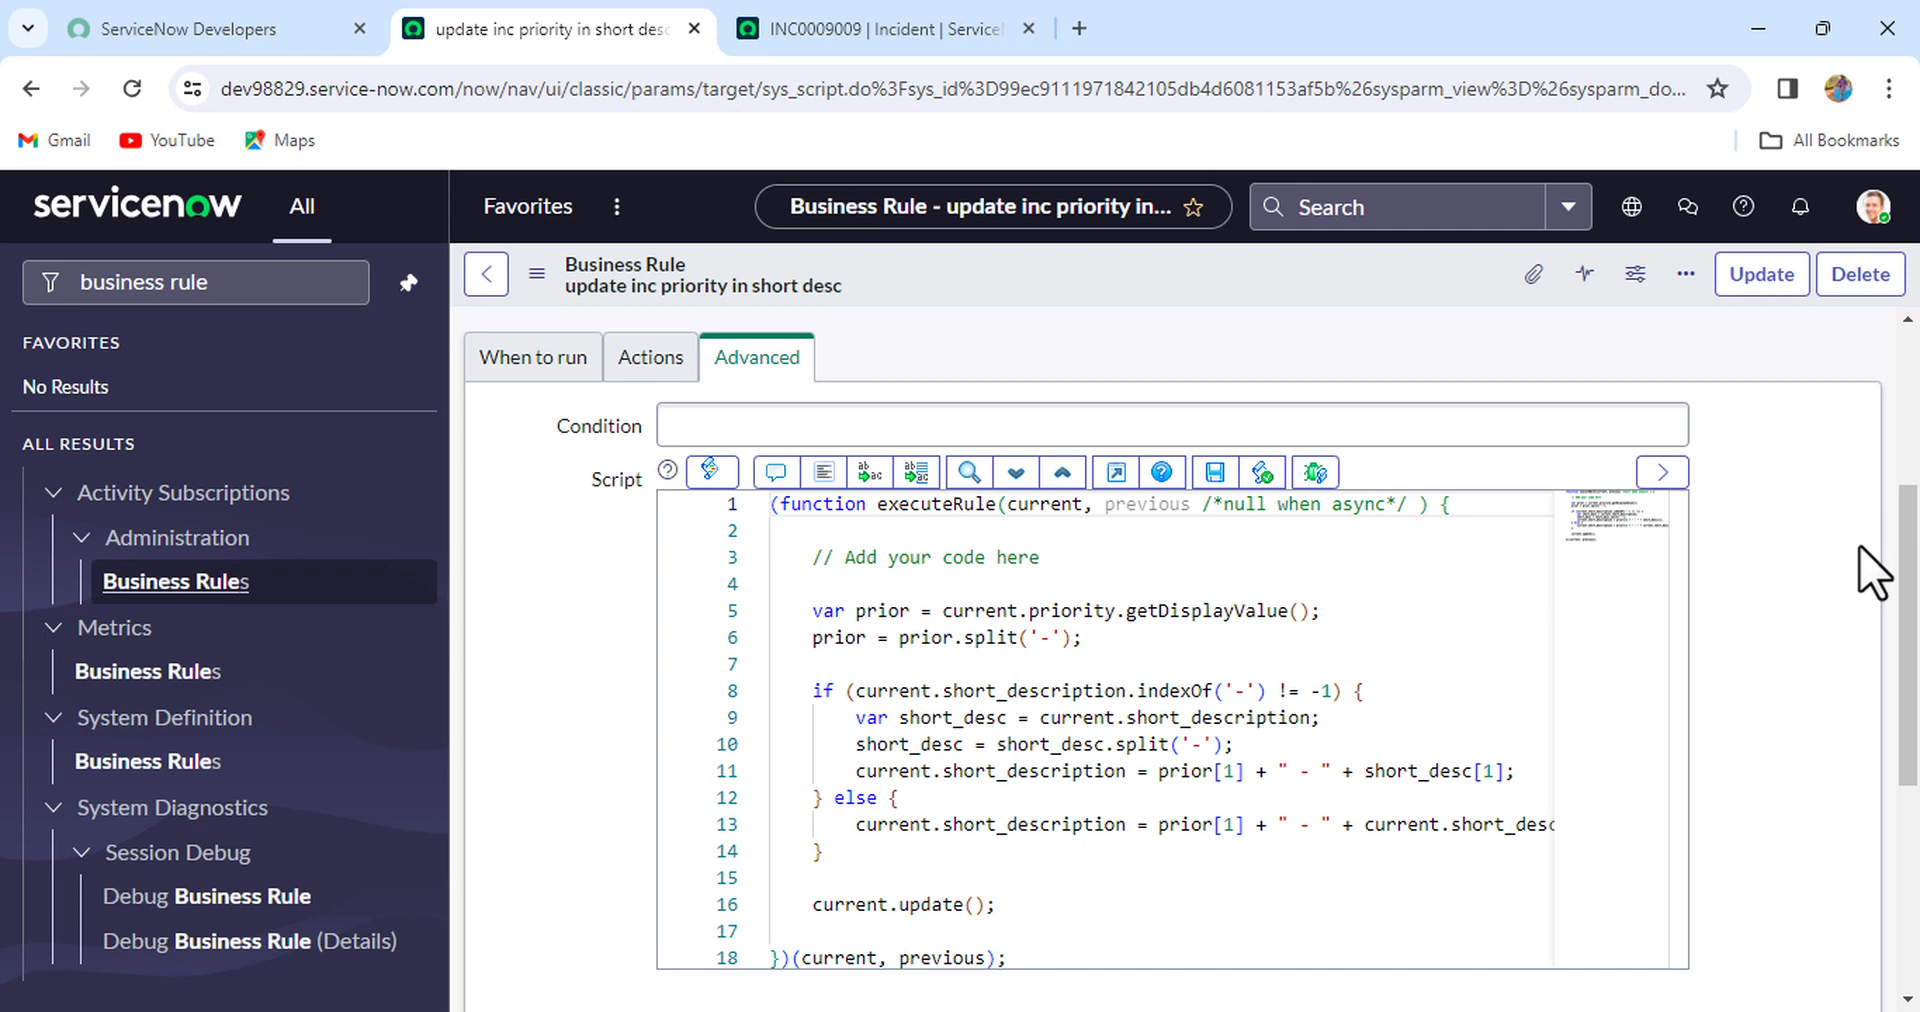 ServiceNow Developers
update inc priority in short desc
INC0009009 | Incident | Service
dev98829.service-now.com/now/nav/ui/classic/params/target/sys_script.do%3Fsys_id%3D99ec9111971842105db4d6081153af5b%26sysparm_view%3D%26sysparm_do...
Gmail
YouTube
Maps
All Bookmarks
servicenow
All
Favorites
Business Rule - update inc priority in...
Search
business rule
Business Rule
update inc priority in short desc
Update
Delete
FAVORITES
No Results
ALL RESULTS
Activity Subscriptions
Administration
Business Rules
Metrics
Business Rules
System Definition
Business Rules
System Diagnostics
Session Debug
Debug Business Rule
Debug Business Rule (Details)
When to run
Actions
Advanced
Condition
Script
1 (function executeRule(current, previous /*null when async*/ ) {
2
3 // Add your code here
4
5 var prior = current.priority.getDisplayValue();
6 prior = prior.split('-');
7
8 if (current.short_description.indexOf('-') != -1) {
9 var short_desc = current.short_description;
10 short_desc = short_desc.split('-');
11 current.short_description = prior[1] + " - " + short_desc[1];
12 } else {
13 current.short_description = prior[1] + " - " + current.short_desc
14 }
15
16 current.update();
17
18 })(current, previous);